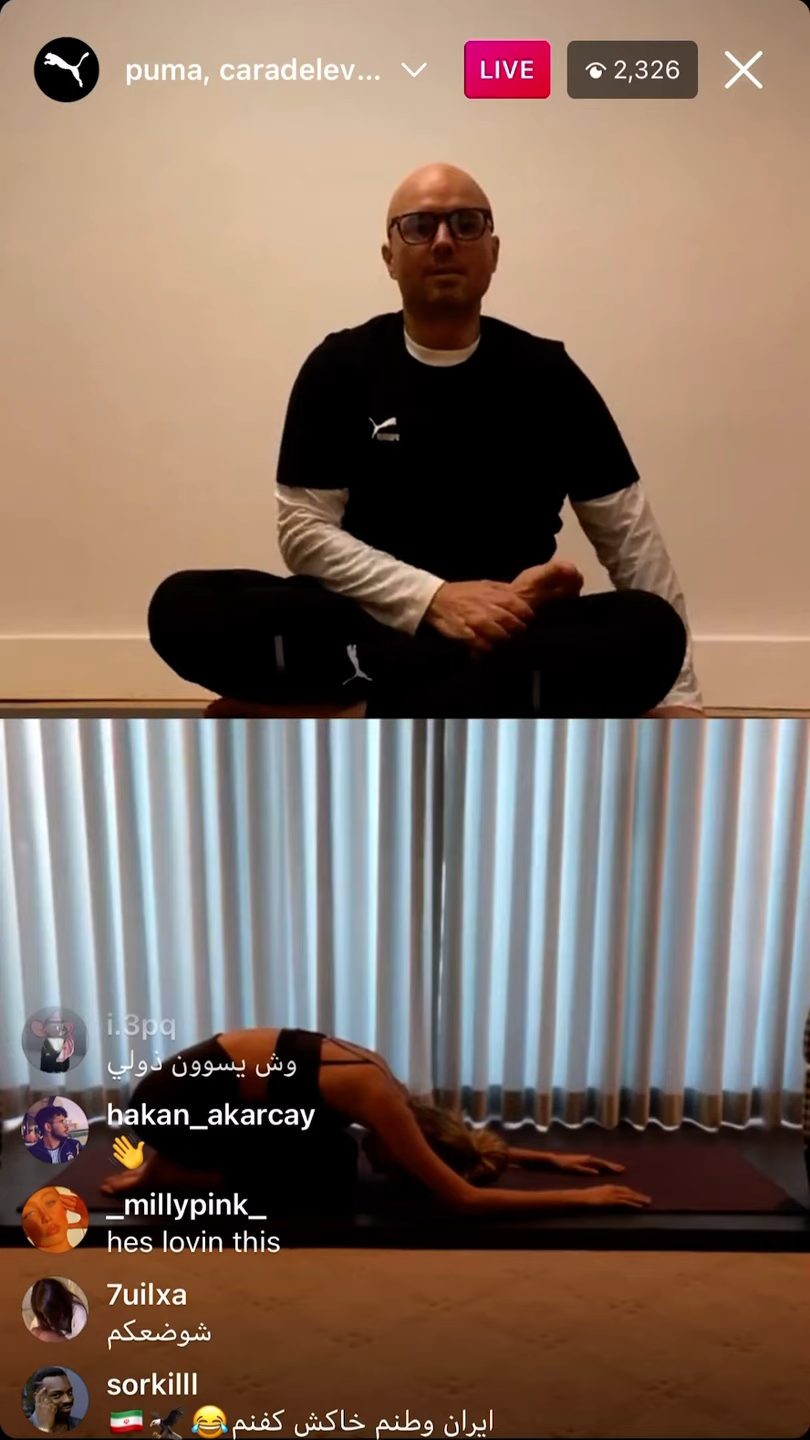 puma, caradelev...
LIVE
2,326
i.3pq
وش يسوون ذولي
hakan_akarcay
👋
_millypink_
hes lovin this
7uilxa
شوضعكم
sorkilll
ایران وطنم خاکش کفنم😂🦅🇮🇷